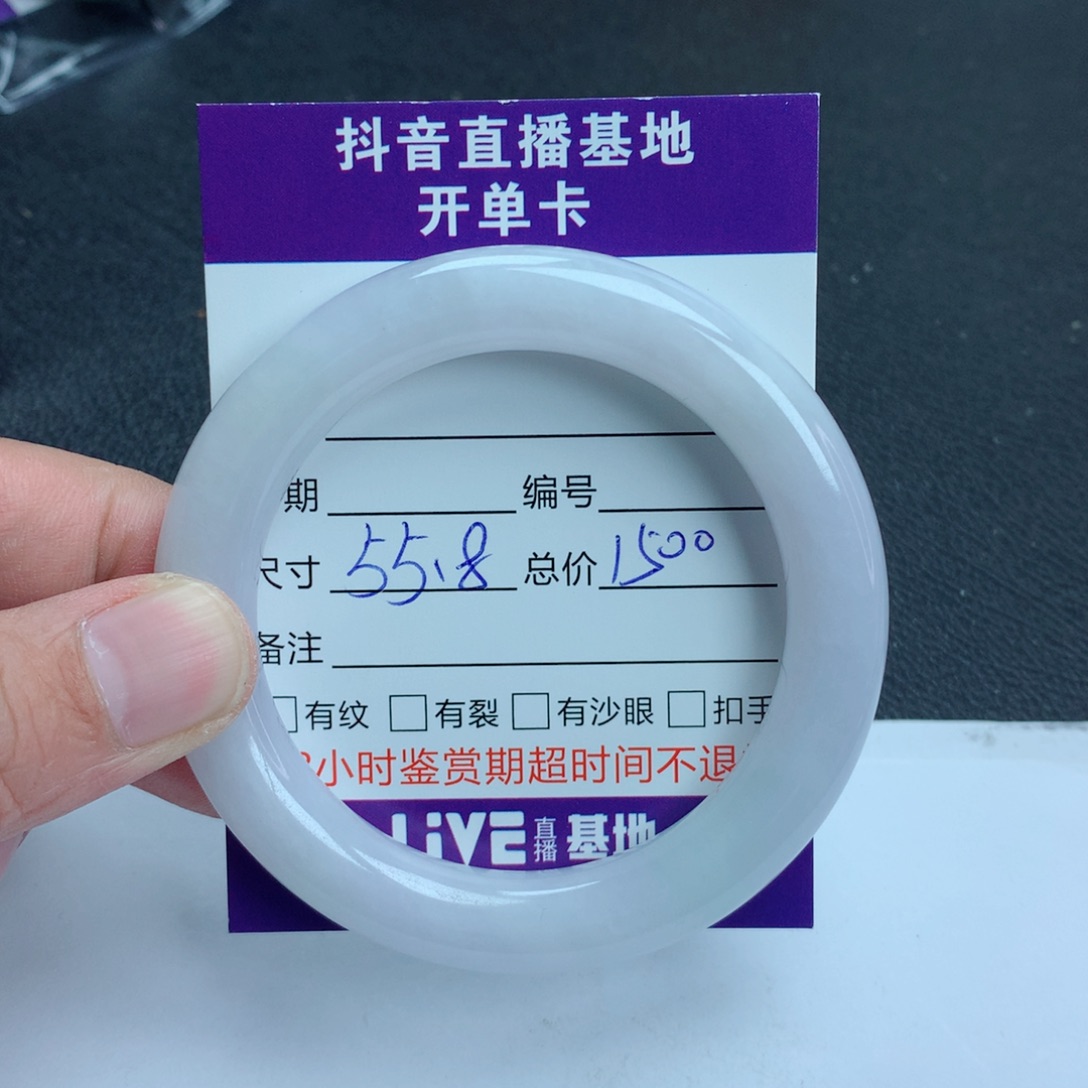 抖音直播基地
开单卡
期 编号
尺寸 55.8 总价 1500
备注
有纹 有裂 有沙眼 扣手
小时鉴赏期超时间不退
LiVE 直播 基地